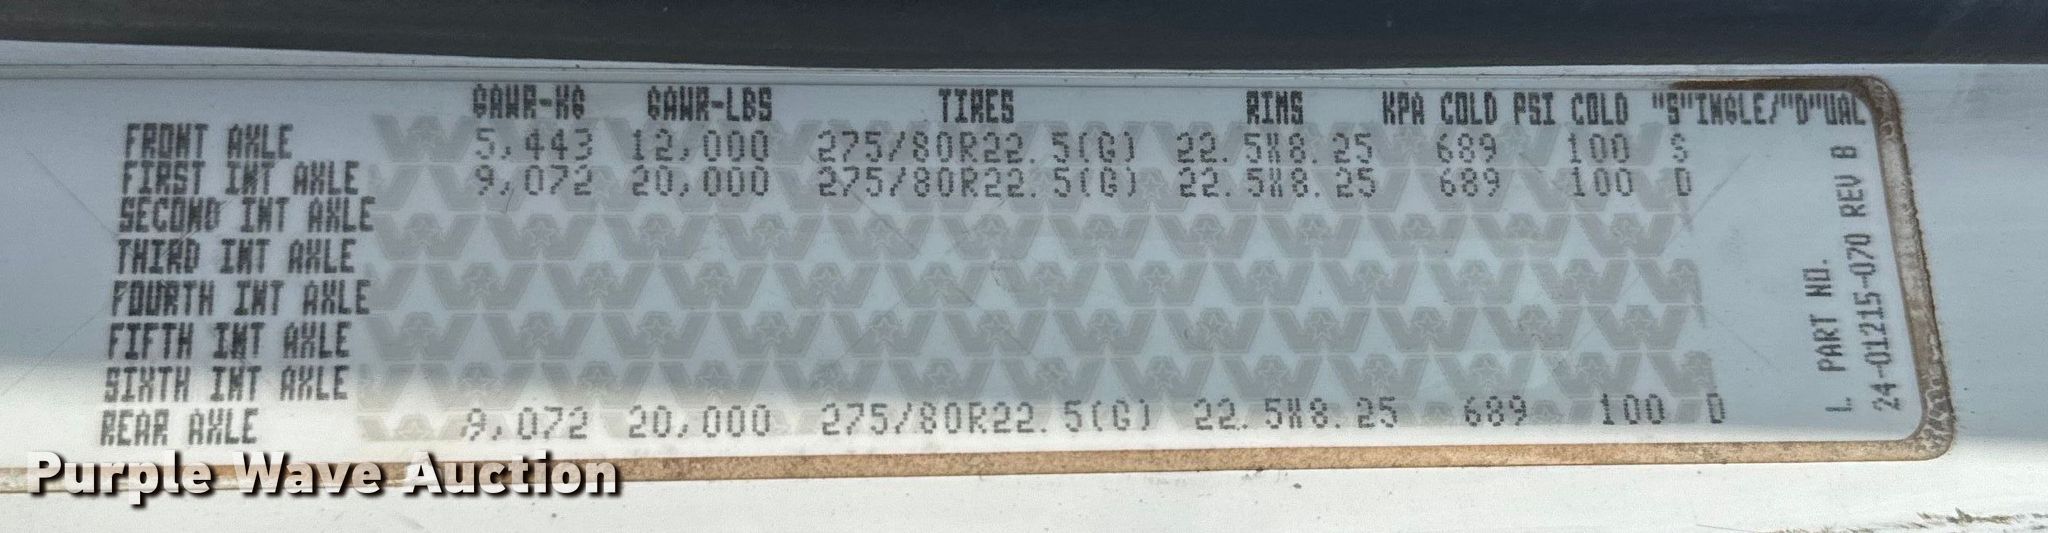 GAWR-KG GAWR-LBS TIRES RIMS KPA COLD PSI COLD "S"INGLE/"D"UAL
FRONT AXLE 5,443 12,000 275/80R22.5(G) 22.5X8.25 689 100 S
FIRST INT AXLE 9,072 20,000 275/80R22.5(G) 22.5X8.25 689 100 D
SECOND INT AXLE
THIRD INT AXLE
FOURTH INT AXLE
FIFTH INT AXLE
SIXTH INT AXLE
REAR AXLE 9,072 20,000 275/80R22.5(G) 22.5X8.25 689 100 D
L PART NO.
24-01215-070 REV B
Purple Wave Auction